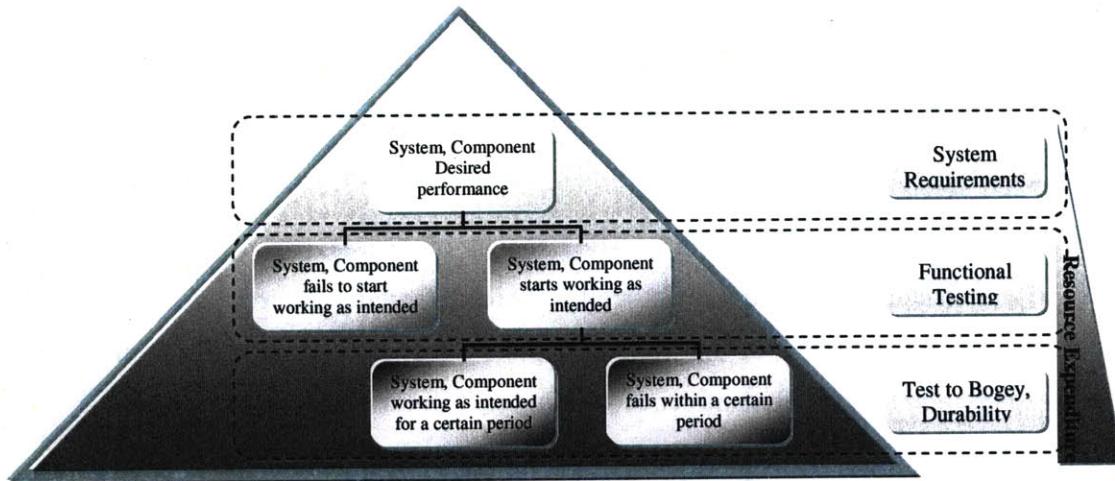 System, Component
Desired
performance
System
Requirements
System, Component
fails to start
working as intended
System, Component
starts working as
intended
Functional
Testing
System, Component
working as intended
for a certain period
System, Component
fails within a certain
period
Test to Bogey,
Durability
Resource Expenditure